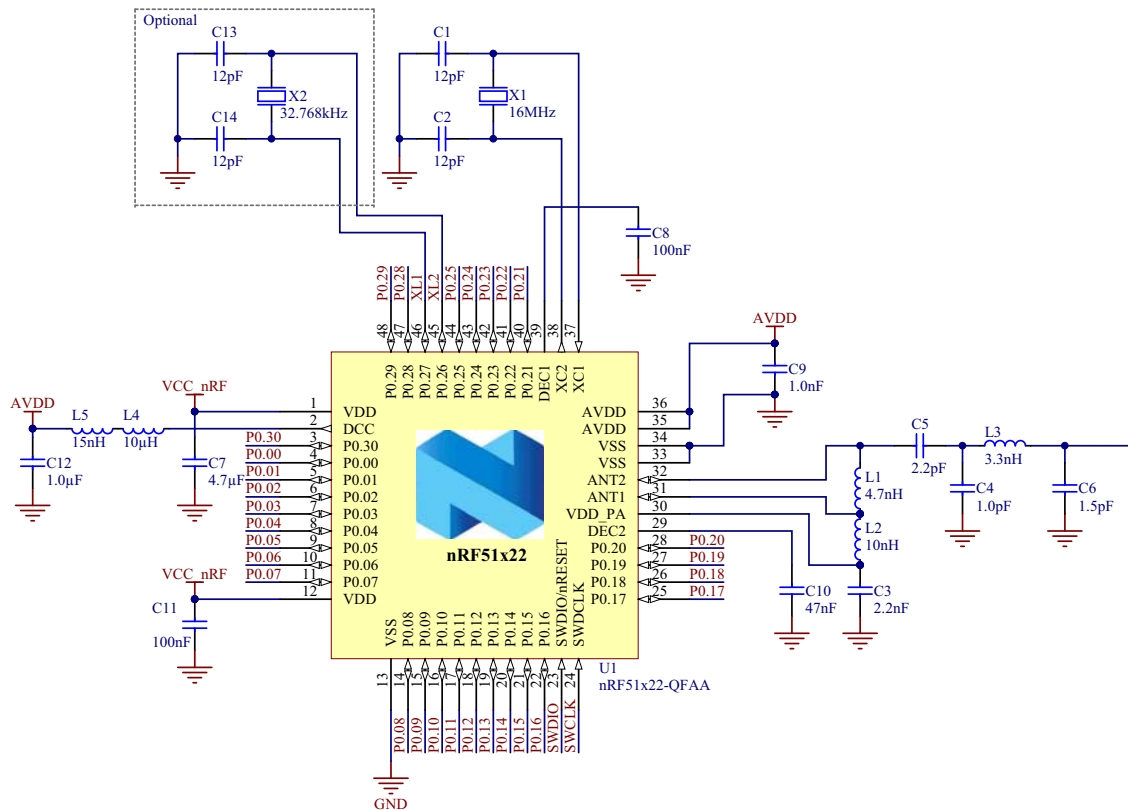 Optional
C13
12pF
X2
32.768kHz
C14
12pF
C1
12pF
X1
16MHz
C2
12pF
C8
100nF
P0.29
P0.28
XL1
XL2
P0.25
P0.24
P0.23
P0.22
P0.21
48
47
46
45
44
43
42
41
40
39
38
37
P0.29
P0.28
P0.27
P0.26
P0.25
P0.24
P0.23
P0.22
P0.21
DEC1
XC2
XC1
AVDD
C9
1.0nF
AVDD
L5
15nH
L4
10µH
VCC_nRF
C12
1.0µF
C7
4.7µF
1 VDD
2 DCC
P0.30 3 P0.30
P0.00 4 P0.00
P0.01 5 P0.01
P0.02 6 P0.02
P0.03 7 P0.03
P0.04 8 P0.04
P0.05 9 P0.05
P0.06 10 P0.06
P0.07 11 P0.07
12 VDD
VCC_nRF
C11
100nF
nRF51x22
AVDD 36
AVDD 35
VSS 34
VSS 33
ANT2 32
ANT1 31
VDD_PA 30
DEC2 29
P0.20 28 P0.20
P0.19 27 P0.19
P0.18 26 P0.18
P0.17 25 P0.17
L1
4.7nH
L2
10nH
C10
47nF
C3
2.2nF
C5
2.2pF
L3
3.3nH
C4
1.0pF
C6
1.5pF
VSS
P0.08
P0.09
P0.10
P0.11
P0.12
P0.13
P0.14
P0.15
P0.16
SWDIO/nRESET
SWDCLK
U1
nRF51x22-QFAA
13
14
15
16
17
18
19
20
21
22
23
24
P0.08
P0.09
P0.10
P0.11
P0.12
P0.13
P0.14
P0.15
P0.16
SWDIO
SWCLK
GND